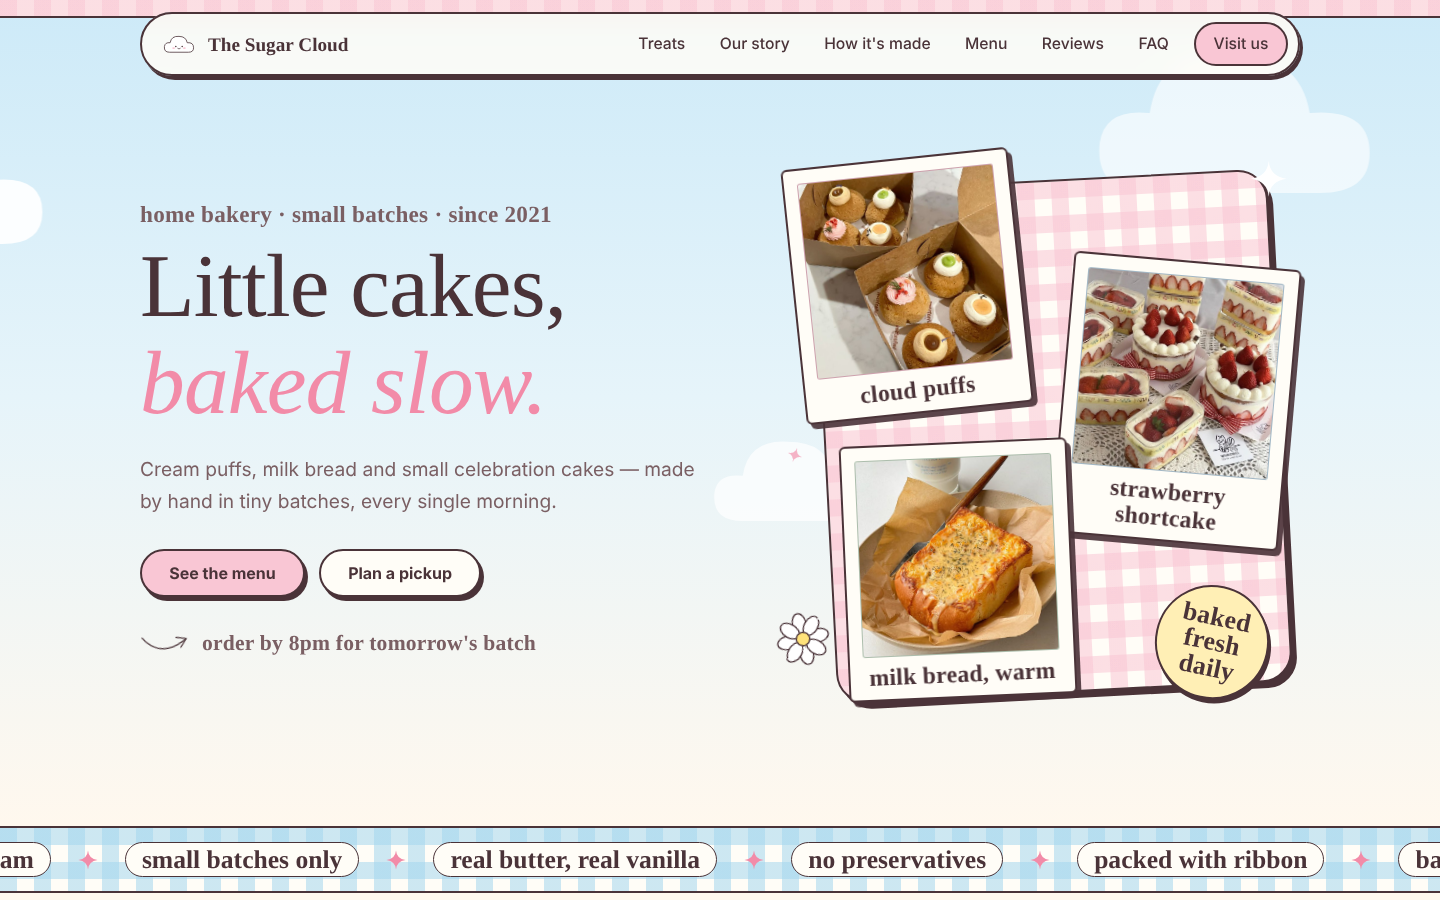 The Sugar Cloud
Treats
Our story
How it's made
Menu
Reviews
FAQ
Visit us
home bakery · small batches · since 2021
Little cakes,
baked slow.
Cream puffs, milk bread and small celebration cakes — made
by hand in tiny batches, every single morning.
See the menu
Plan a pickup
order by 8pm for tomorrow's batch
cloud puffs
strawberry
shortcake
milk bread, warm
baked
fresh
daily
am ✦ small batches only ✦ real butter, real vanilla ✦ no preservatives ✦ packed with ribbon ✦ ba